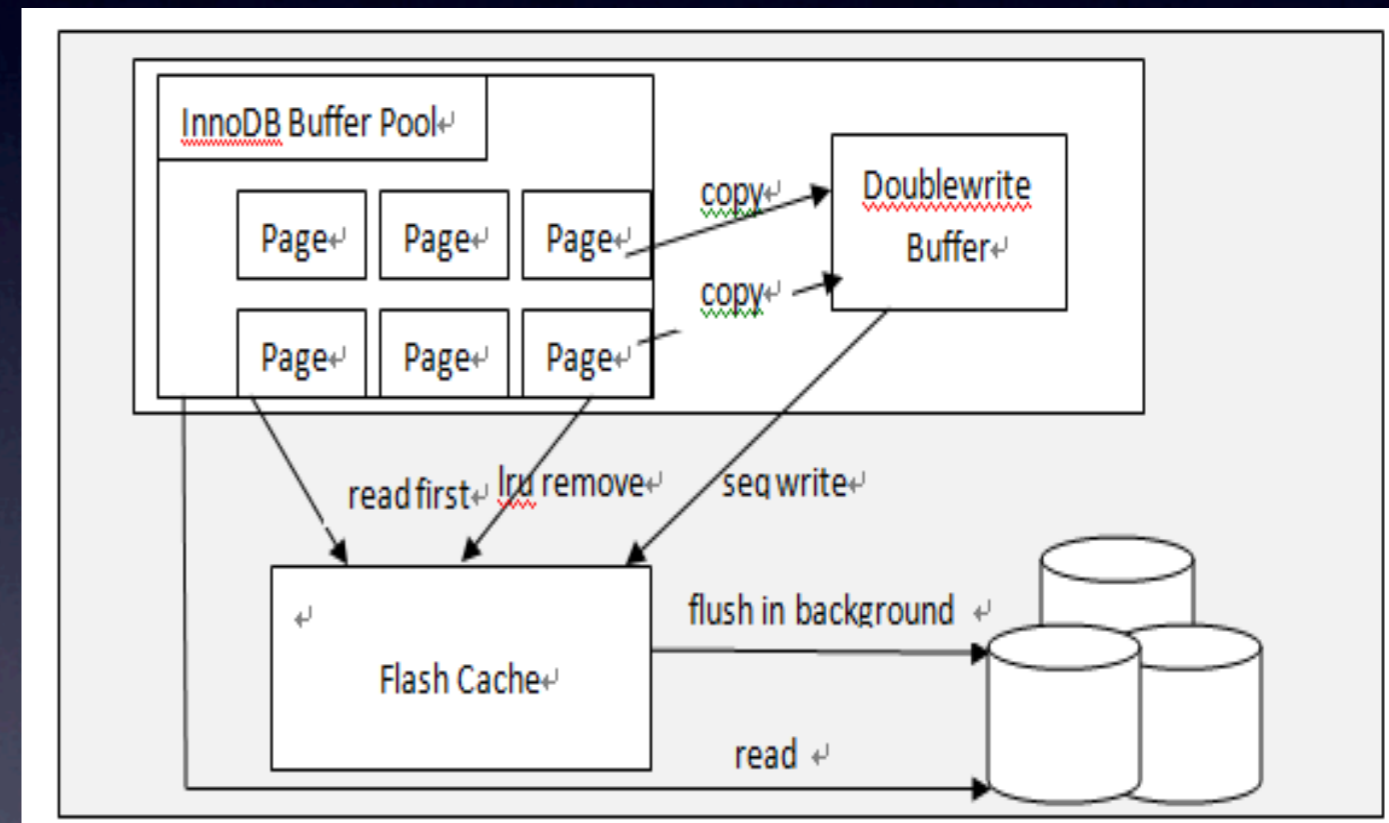 InnoDB Buffer Pool
Page Page Page
Page Page Page
copy
copy
Doublewrite
Buffer
read first
lru remove
seq write
Flash Cache
flush in background
read